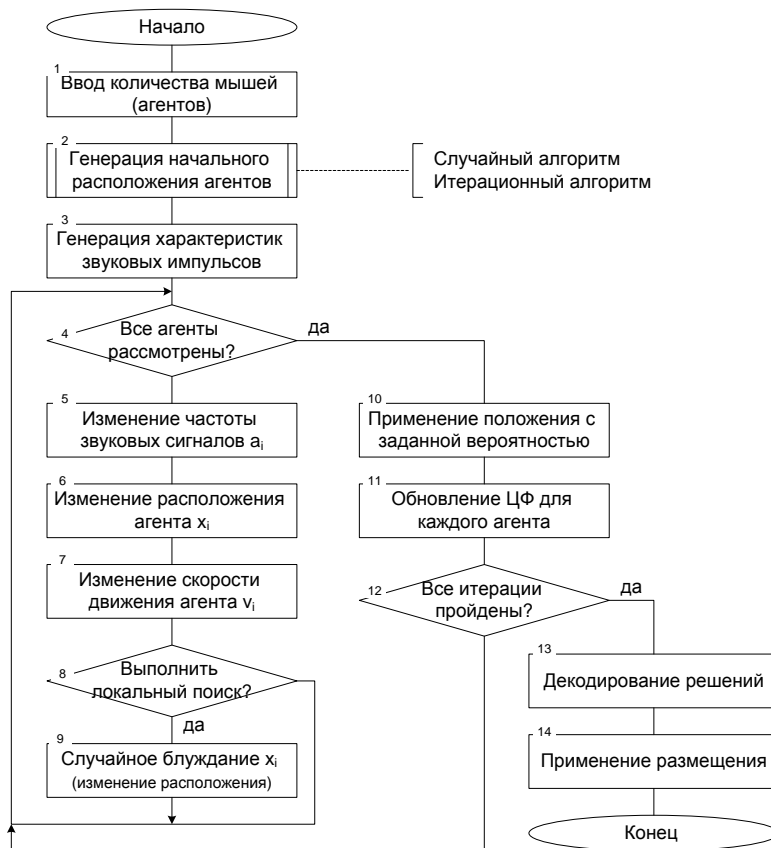 Начало
1
Ввод количества мышей
(агентов)
2
Генерация начального
расположения агентов
Случайный алгоритм
Итерационный алгоритм
3
Генерация характеристик
звуковых импульсов
4
Все агенты
рассмотрены?
да
5
Изменение частоты
звуковых сигналов aᵢ
6
Изменение расположения
агента xᵢ
7
Изменение скорости
движения агента vᵢ
8
Выполнить
локальный поиск?
да
9
Случайное блуждание xᵢ
(изменение расположения)
10
Применение положения с
заданной вероятностью
11
Обновление ЦФ для
каждого агента
12
Все итерации
пройдены?
да
13
Декодирование решений
14
Применение размещения
Конец